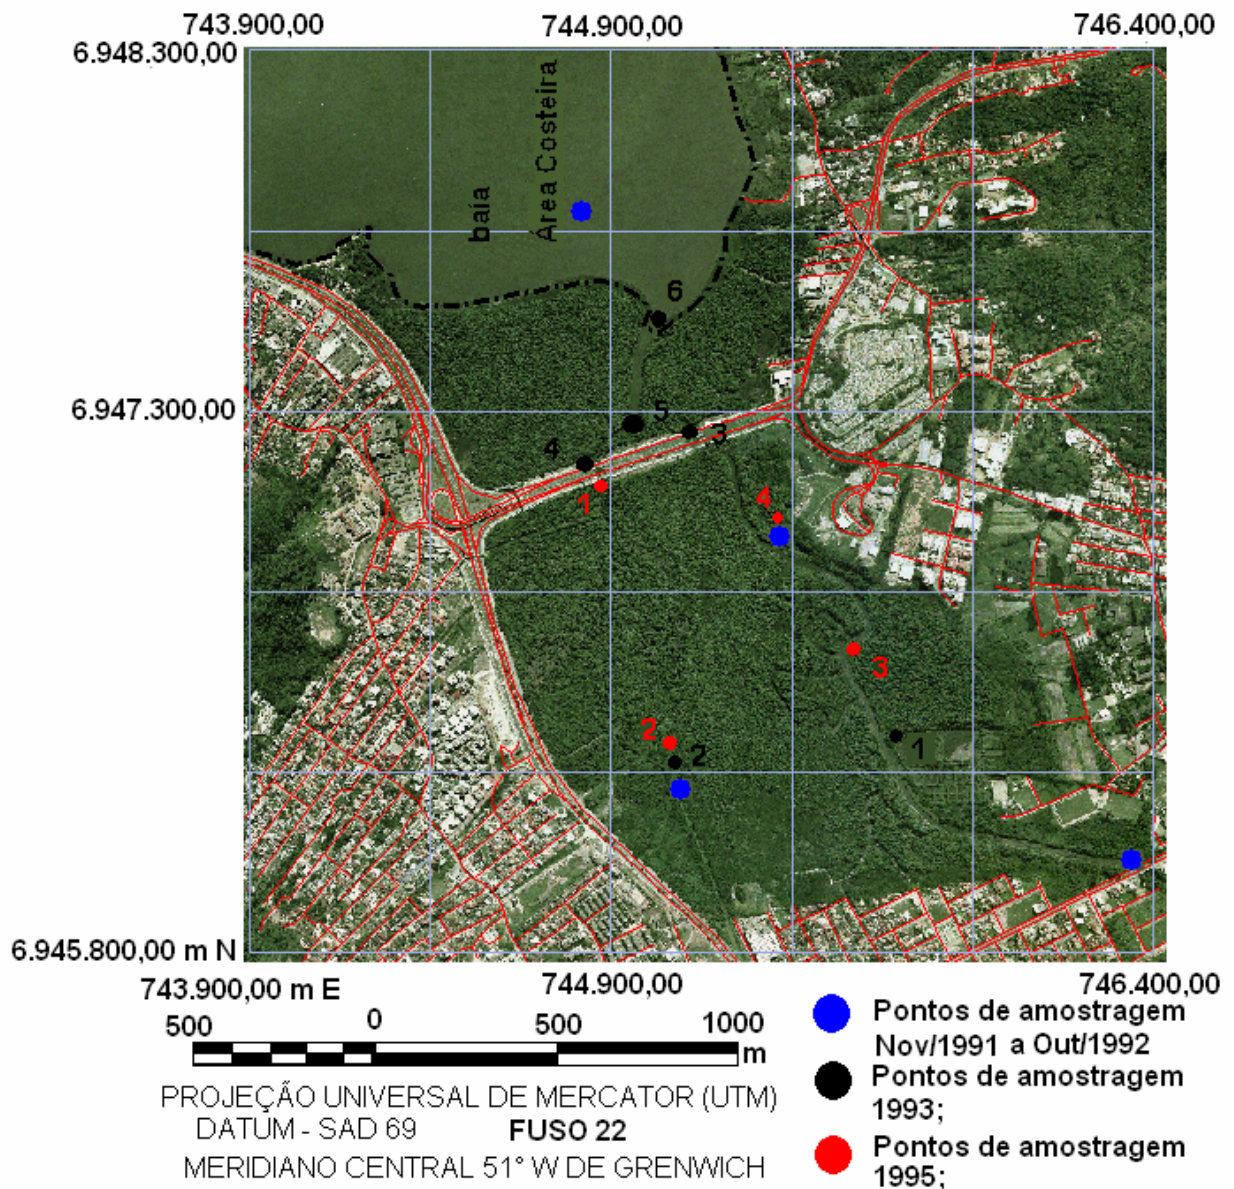 743.900,00 744.900,00 746.400,00
6.948.300,00
Área Costeira
baía
6
6.947.300,00
5
3
4
1
4
3
2
2
1
6.945.800,00 m N
743.900,00 m E 744.900,00 746.400,00
500 0 500 1000
m
PROJEÇÃO UNIVERSAL DE MERCATOR (UTM)
DATUM - SAD 69 FUSO 22
MERIDIANO CENTRAL 51° W DE GRENWICH
Pontos de amostragem
Nov/1991 a Out/1992
Pontos de amostragem
1993;
Pontos de amostragem
1995;